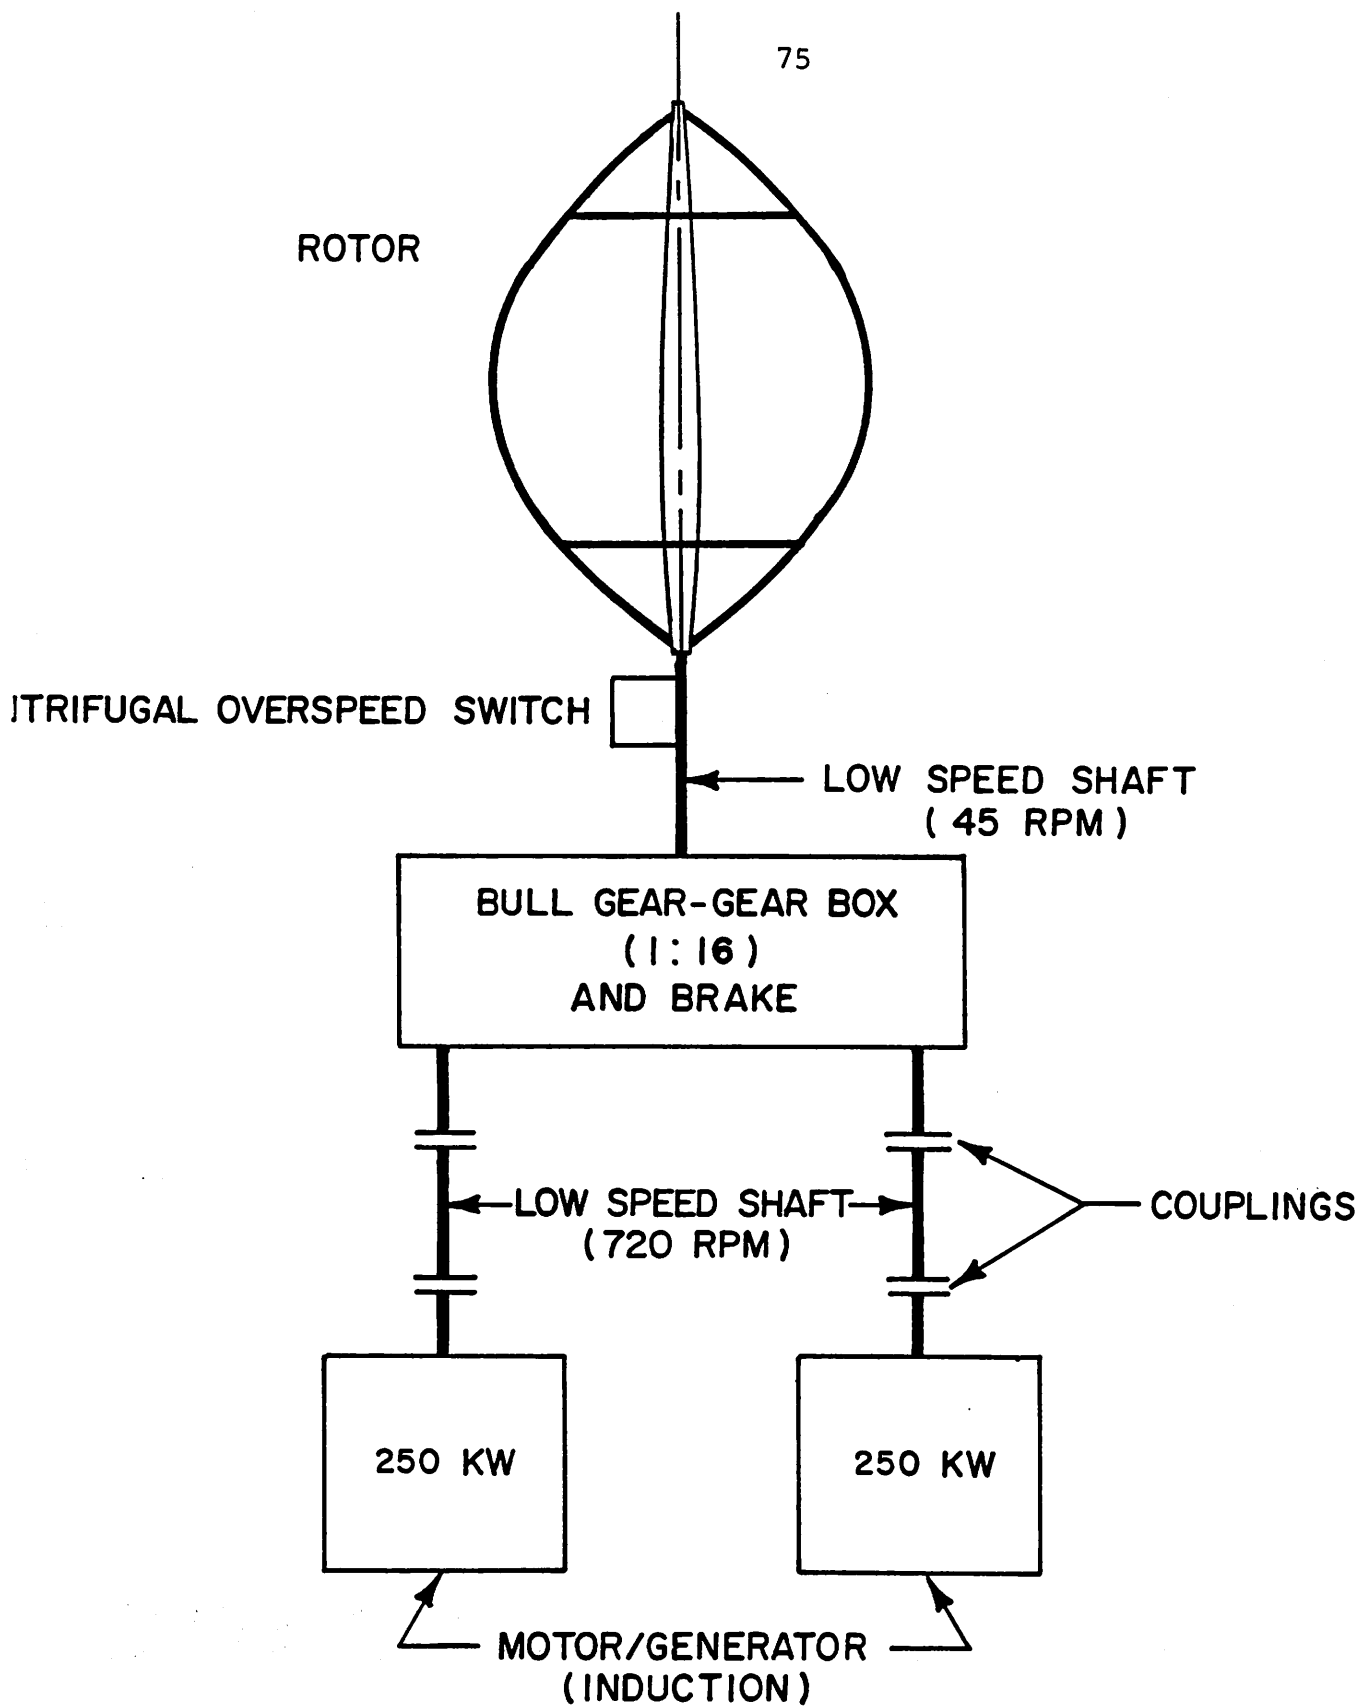 75
ROTOR
ITRIFUGAL OVERSPEED SWITCH
LOW SPEED SHAFT
(45 RPM)
BULL GEAR-GEAR BOX
(1:16)
AND BRAKE
LOW SPEED SHAFT
(720 RPM)
COUPLINGS
250 KW
250 KW
MOTOR/GENERATOR
(INDUCTION)